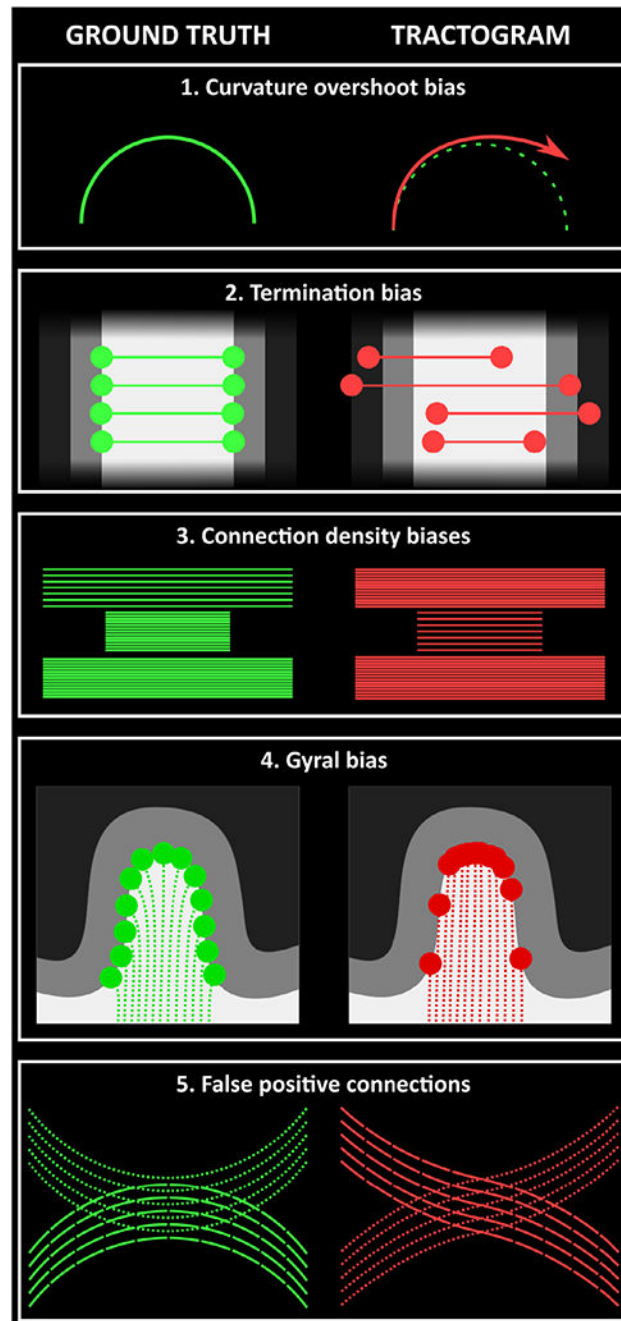 GROUND TRUTH TRACTOGRAM
1. Curvature overshoot bias
2. Termination bias
3. Connection density biases
4. Gyral bias
5. False positive connections